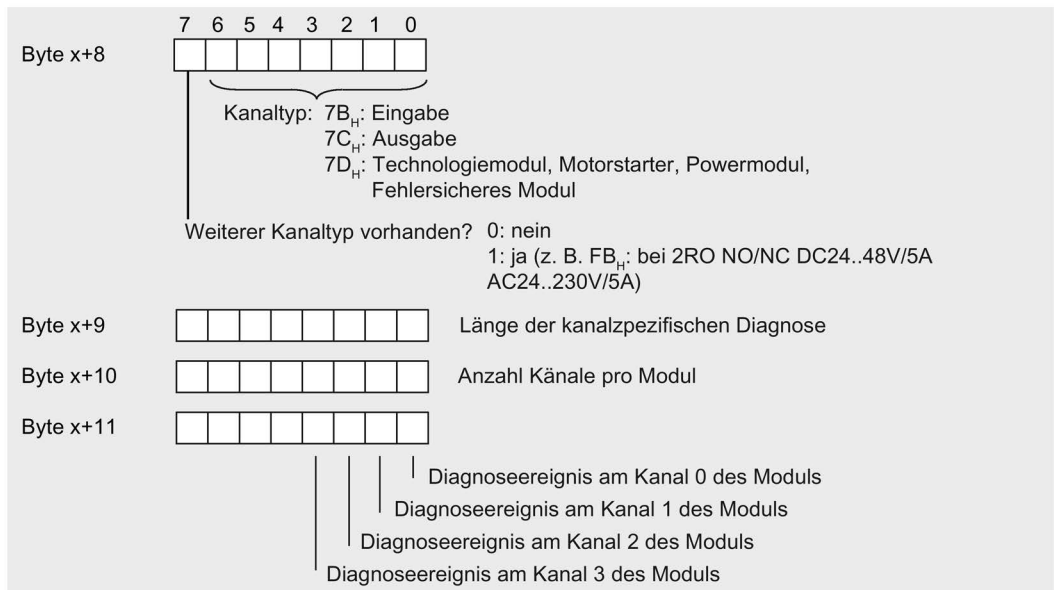 7 6 5 4 3 2 1 0
Byte x+8
Kanaltyp: 7BH: Eingabe
7CH: Ausgabe
7DH: Technologiemodul, Motorstarter, Powermodul,
Fehlersicheres Modul
Weiterer Kanaltyp vorhanden? 0: nein
1: ja (z. B. FBH: bei 2RO NO/NC DC24..48V/5A
AC24..230V/5A)
Byte x+9 Länge der kanalzpezifischen Diagnose
Byte x+10 Anzahl Känale pro Modul
Byte x+11
Diagnoseereignis am Kanal 0 des Moduls
Diagnoseereignis am Kanal 1 des Moduls
Diagnoseereignis am Kanal 2 des Moduls
Diagnoseereignis am Kanal 3 des Moduls